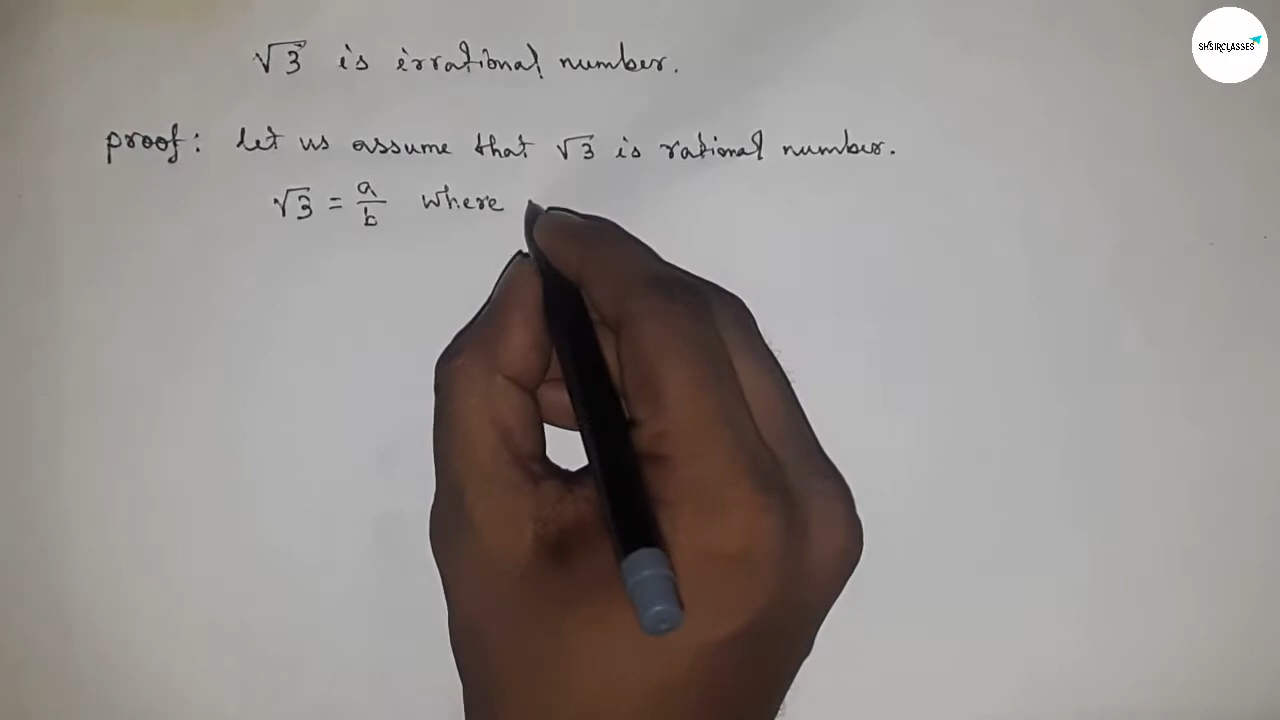 SHSIRCLASSES
√3 is irrational number.
proof: let us assume that √3 is rational number.
√3 = a/b where